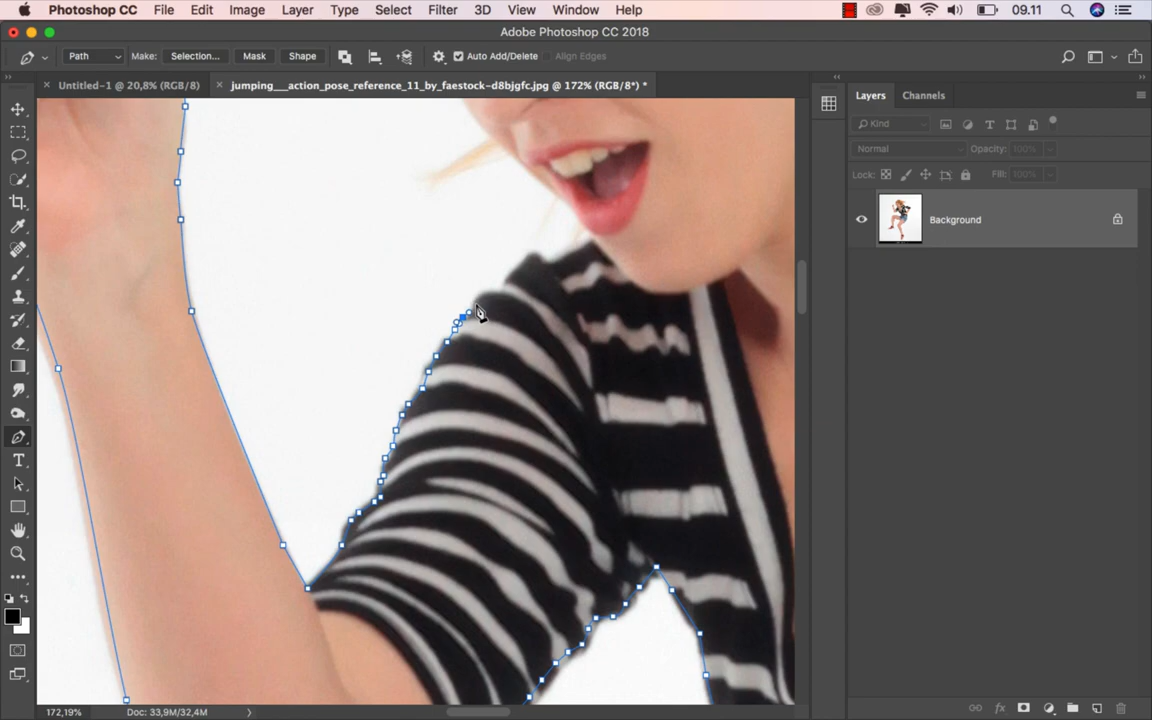 Photoshop CC File Edit Image Layer Type Select Filter 3D View Window Help 09.11
Adobe Photoshop CC 2018
Path Make: Selection... Mask Shape Auto Add/Delete Align Edges
Untitled-1 @ 20,8% (RGB/8) jumping___action_pose_reference_11_by_faestock-d8bjgfc.jpg @ 172% (RGB/8*) *
Layers Channels
Kind
Normal Opacity: 100%
Lock: Fill: 100%
Background
172,19% Doc: 33,9M/32,4M